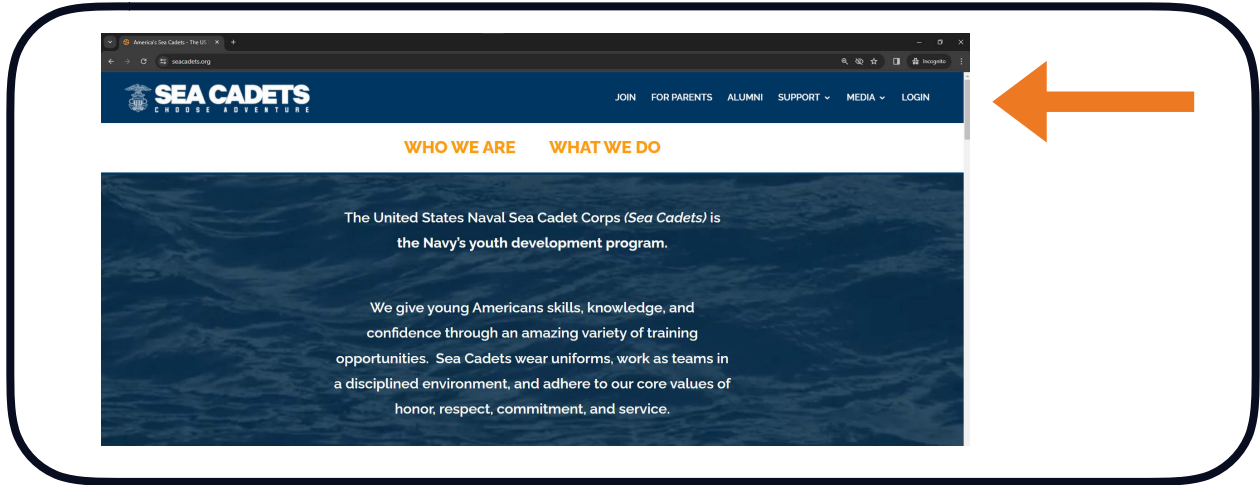 America's Sea Cadets - The US
seacadets.org
Incognito
SEA CADETS
CHOOSE ADVENTURE
JOIN FOR PARENTS ALUMNI SUPPORT MEDIA LOGIN
WHO WE ARE WHAT WE DO
The United States Naval Sea Cadet Corps (Sea Cadets) is
the Navy's youth development program.
We give young Americans skills, knowledge, and
confidence through an amazing variety of training
opportunities. Sea Cadets wear uniforms, work as teams in
a disciplined environment, and adhere to our core values of
honor, respect, commitment, and service.